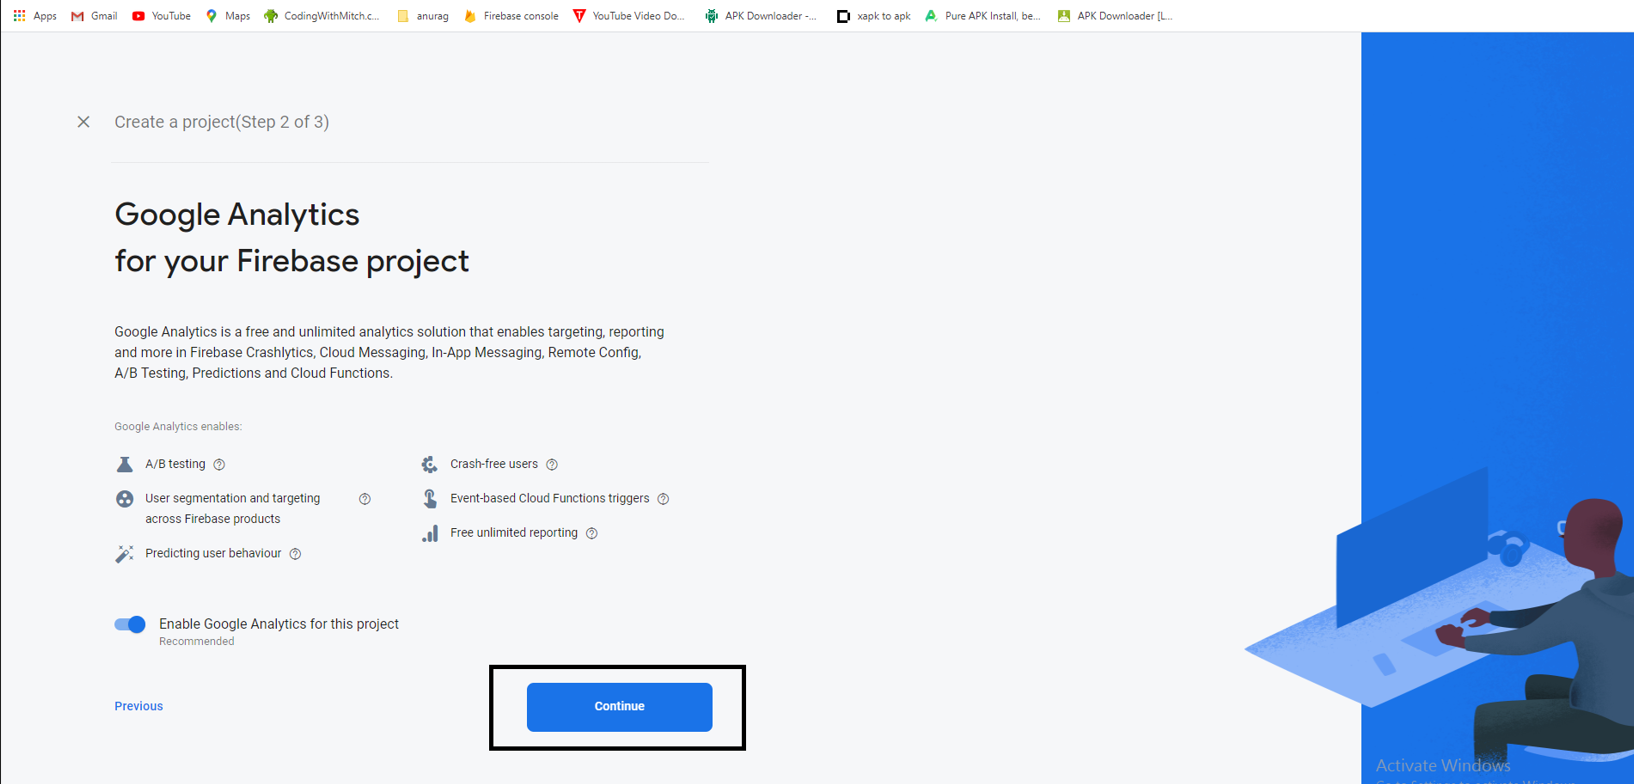 Apps Gmail YouTube Maps CodingWithMitch.c... anurag Firebase console YouTube Video Do... APK Downloader -... xapk to apk Pure APK Install, be... APK Downloader [L...
Create a project(Step 2 of 3)
Google Analytics
for your Firebase project
Google Analytics is a free and unlimited analytics solution that enables targeting, reporting
and more in Firebase Crashlytics, Cloud Messaging, In-App Messaging, Remote Config,
A/B Testing, Predictions and Cloud Functions.
Google Analytics enables:
A/B testing
User segmentation and targeting
across Firebase products
Predicting user behaviour
Crash-free users
Event-based Cloud Functions triggers
Free unlimited reporting
Enable Google Analytics for this project
Recommended
Previous
Continue
Activate Windows